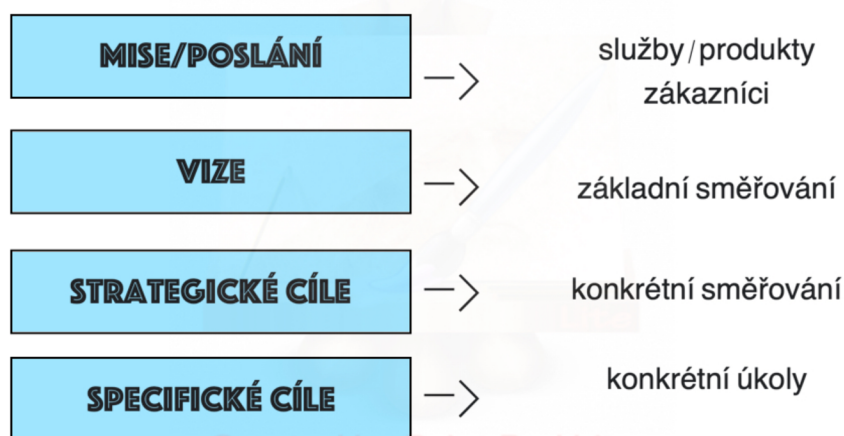 MISE/POSLÁNÍ
služby/produkty
zákazníci
VIZE
základní směřování
STRATEGICKÉ CÍLE
konkrétní směřování
SPECIFICKÉ CÍLE
konkrétní úkoly